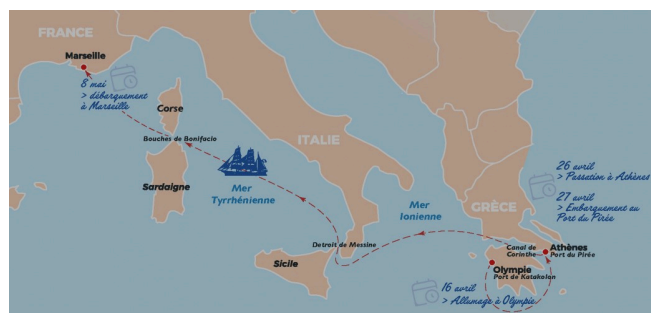 FRANCE
Marseille
8 mai
> débarquement
à Marseille
Corse
Bouches de Bonifacio
ITALIE
Sardaigne
Mer
Tyrrhénienne
Mer
Ionienne
26 avril
> Passation à Athènes
27 avril
> Embarquement au
Port du Pirée
GRÈCE
Detroit de Messine
Sicile
Canal de
Corinthe
Athènes
Port du Pirée
Olympie
Port de Katakolon
16 avril
> Allumage à Olympie